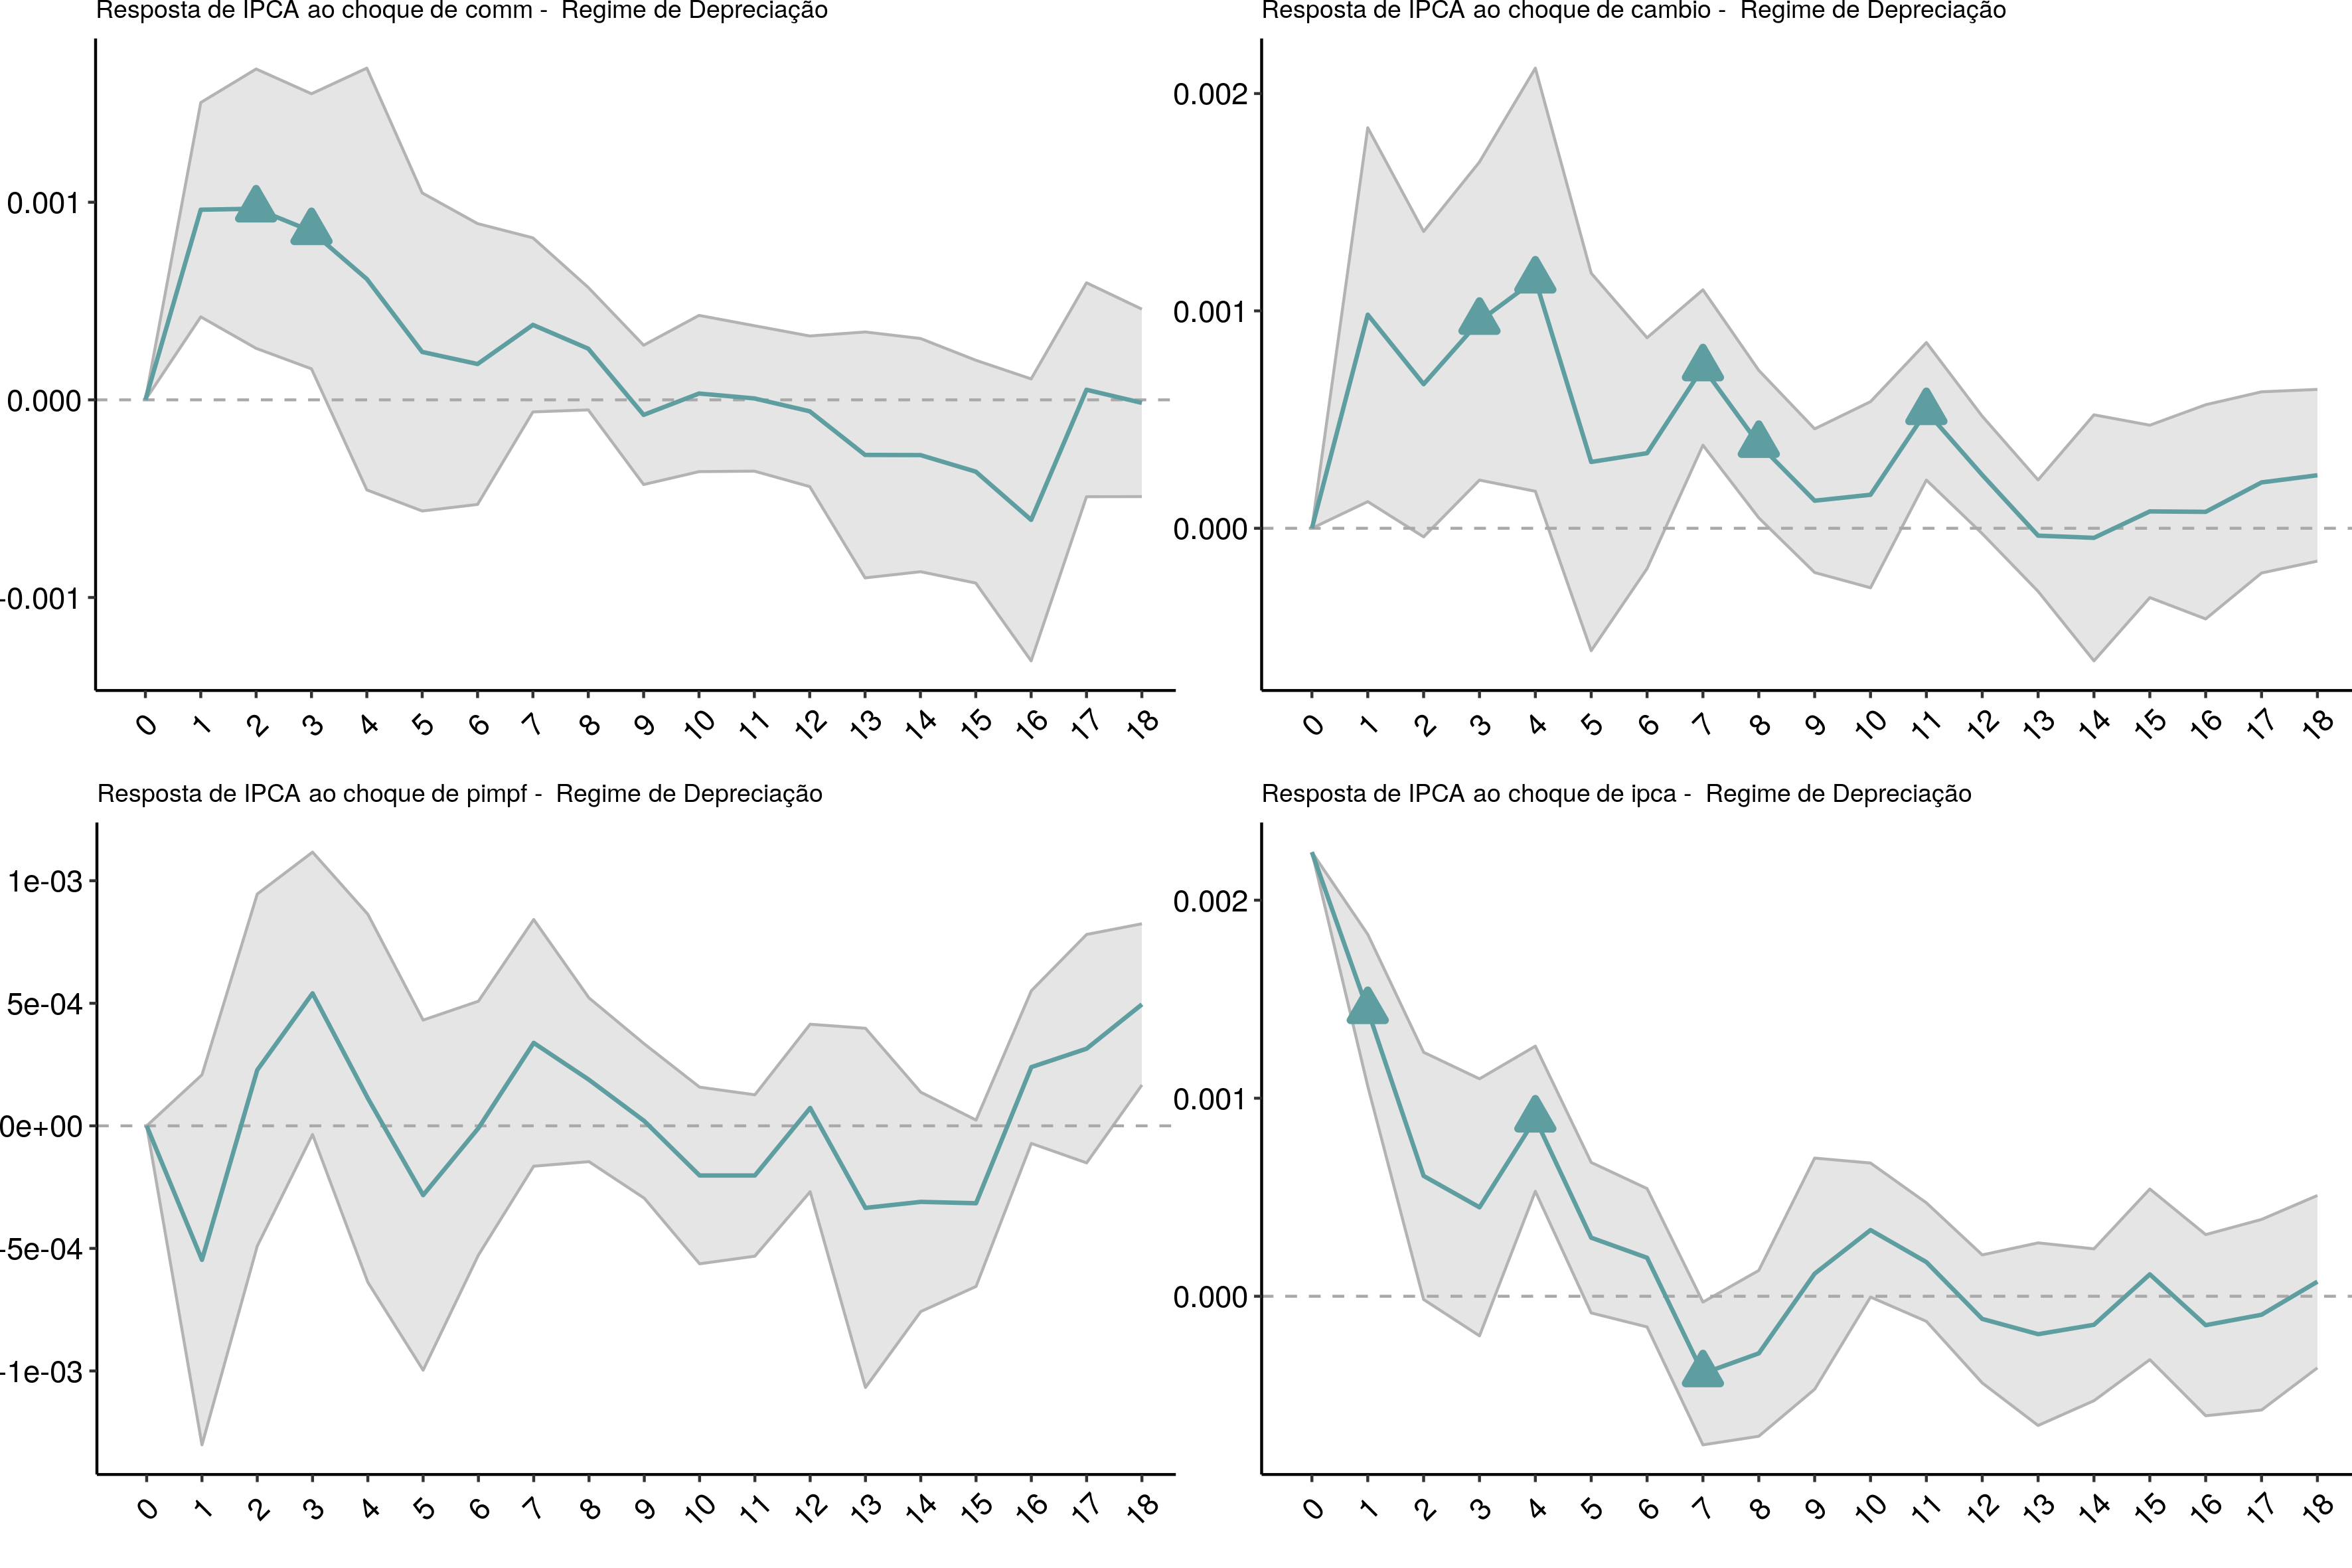 Resposta de IPCA ao choque de comm -  Regime de Depreciação
0.001
0.000
-0.001
0 1 2 3 4 5 6 7 8 9 10 11 12 13 14 15 16 17 18
Resposta de IPCA ao choque de cambio -  Regime de Depreciação
0.002
0.001
0.000
0 1 2 3 4 5 6 7 8 9 10 11 12 13 14 15 16 17 18
Resposta de IPCA ao choque de pimpf -  Regime de Depreciação
1e-03
5e-04
0e+00
-5e-04
-1e-03
0 1 2 3 4 5 6 7 8 9 10 11 12 13 14 15 16 17 18
Resposta de IPCA ao choque de ipca -  Regime de Depreciação
0.002
0.001
0.000
0 1 2 3 4 5 6 7 8 9 10 11 12 13 14 15 16 17 18